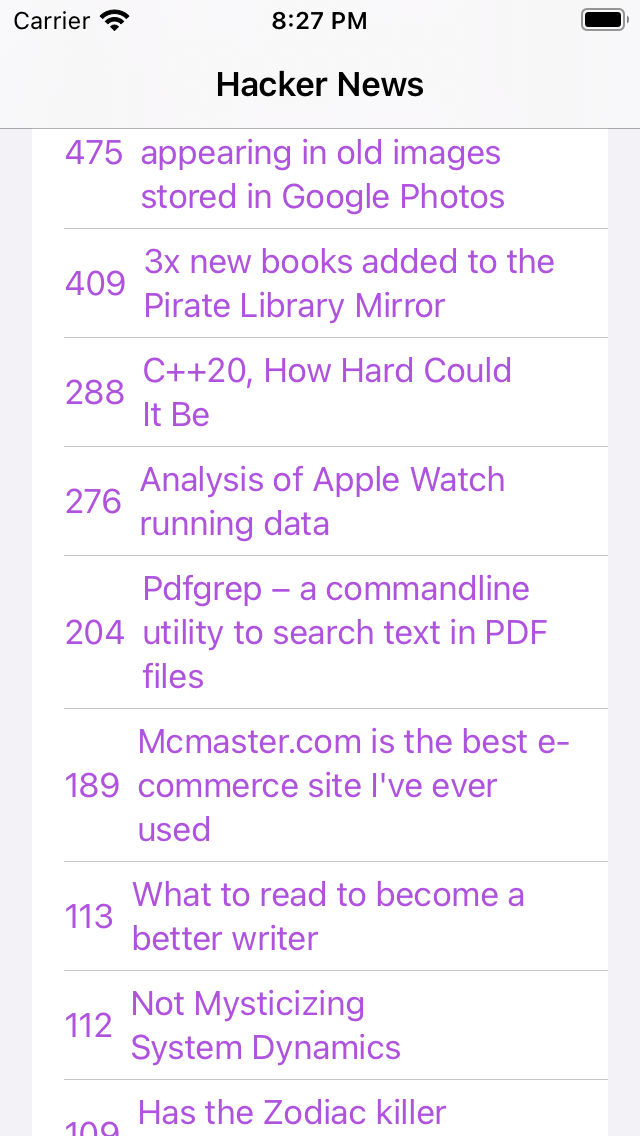 Carrier 8:27 PM
Hacker News
475 appearing in old images
stored in Google Photos
3x new books added to the
409 Pirate Library Mirror
C++20, How Hard Could
288 It Be
Analysis of Apple Watch
276 running data
Pdfgrep – a commandline
204 utility to search text in PDF
files
Mcmaster.com is the best e-
189 commerce site I've ever
used
What to read to become a
113 better writer
Not Mysticizing
112 System Dynamics
Has the Zodiac killer
109